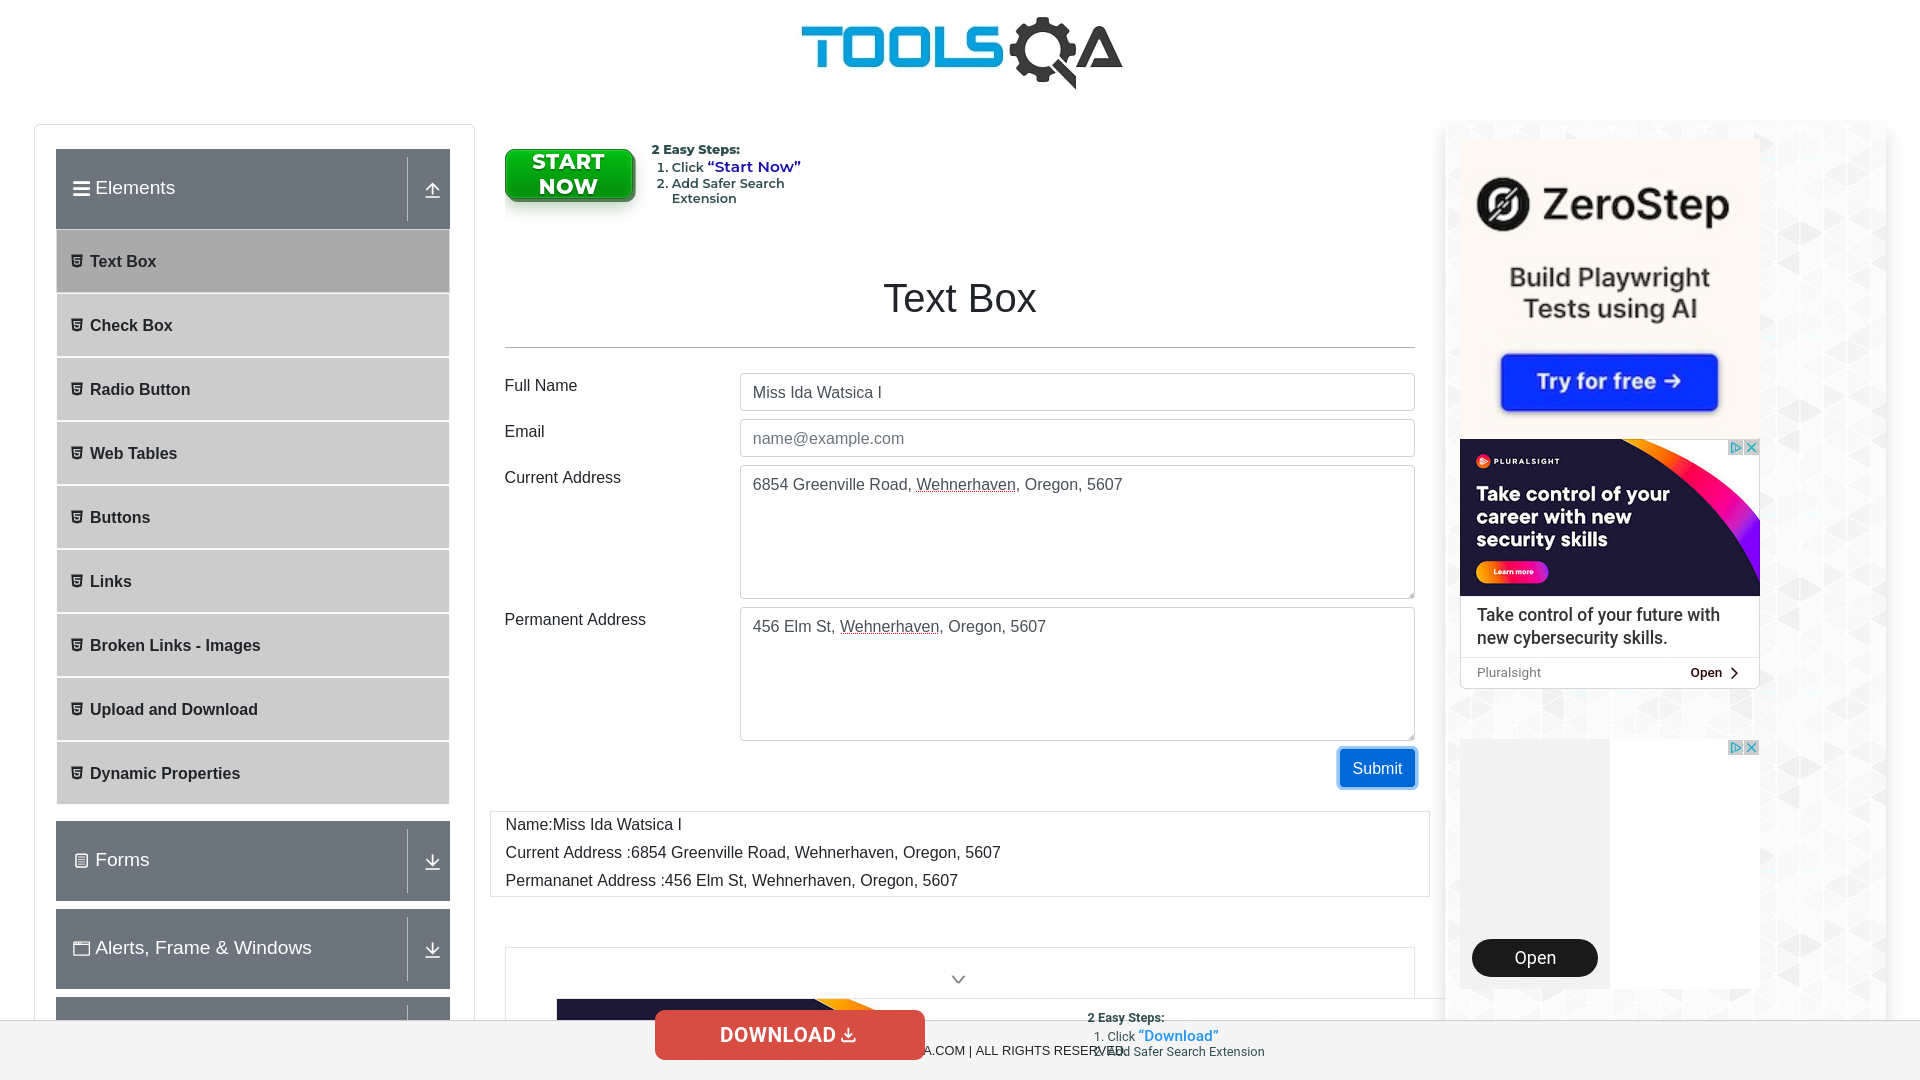 TOOLSQA
Elements
Text Box
Check Box
Radio Button
Web Tables
Buttons
Links
Broken Links - Images
Upload and Download
Dynamic Properties
Forms
Alerts, Frame & Windows
START
NOW
2 Easy Steps:
1. Click “Start Now”
2. Add Safer Search
Extension
Text Box
Full Name
Miss Ida Watsica I
Email
name@example.com
Current Address
6854 Greenville Road, Wehnerhaven, Oregon, 5607
Permanent Address
456 Elm St, Wehnerhaven, Oregon, 5607
Submit
Name:Miss Ida Watsica I
Current Address :6854 Greenville Road, Wehnerhaven, Oregon, 5607
Permananet Address :456 Elm St, Wehnerhaven, Oregon, 5607
ZeroStep
Build Playwright
Tests using AI
Try for free →
PLURALSIGHT
Take control of your
career with new
security skills
Learn more
Take control of your future with
new cybersecurity skills.
Pluralsight
Open
Open
DOWNLOAD
2 Easy Steps:
1. Click “Download”
2. Add Safer Search Extension
A.COM | ALL RIGHTS RESERVED.